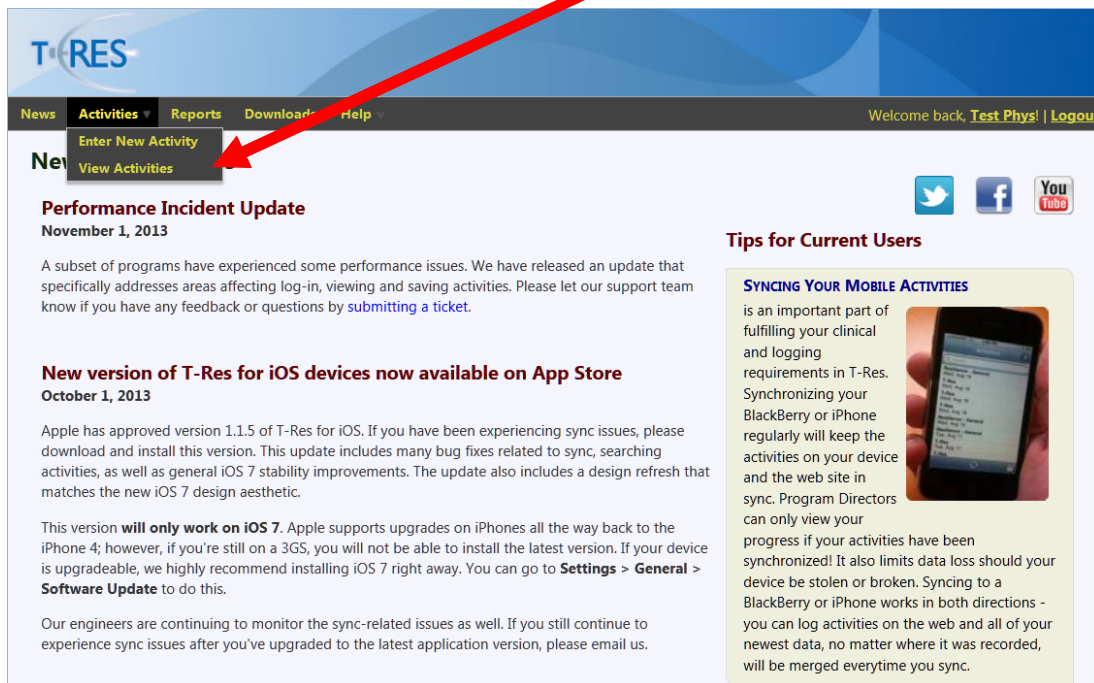 T-RES
News Activities Reports Downloads Help
Welcome back, Test Phys! | Logou
Enter New Activity
View Activities
Ne
Performance Incident Update
November 1, 2013
A subset of programs have experienced some performance issues. We have released an update that
specifically addresses areas affecting log-in, viewing and saving activities. Please let our support team
know if you have any feedback or questions by submitting a ticket.
New version of T-Res for iOS devices now available on App Store
October 1, 2013
Apple has approved version 1.1.5 of T-Res for iOS. If you have been experiencing sync issues, please
download and install this version. This update includes many bug fixes related to sync, searching
activities, as well as general iOS 7 stability improvements. The update also includes a design refresh that
matches the new iOS 7 design aesthetic.
This version will only work on iOS 7. Apple supports upgrades on iPhones all the way back to the
iPhone 4; however, if you're still on a 3GS, you will not be able to install the latest version. If your device
is upgradeable, we highly recommend installing iOS 7 right away. You can go to Settings > General >
Software Update to do this.
Our engineers are continuing to monitor the sync-related issues as well. If you still continue to
experience sync issues after you've upgraded to the latest application version, please email us.
You
Tube
Tips for Current Users
SYNCING YOUR MOBILE ACTIVITIES
is an important part of
fulfilling your clinical
and logging
requirements in T-Res.
Synchronizing your
BlackBerry or iPhone
regularly will keep the
activities on your device
and the web site in
sync. Program Directors
can only view your
progress if your activities have been
synchronized! It also limits data loss should your
device be stolen or broken. Syncing to a
BlackBerry or iPhone works in both directions -
you can log activities on the web and all of your
newest data, no matter where it was recorded,
will be merged everytime you sync.